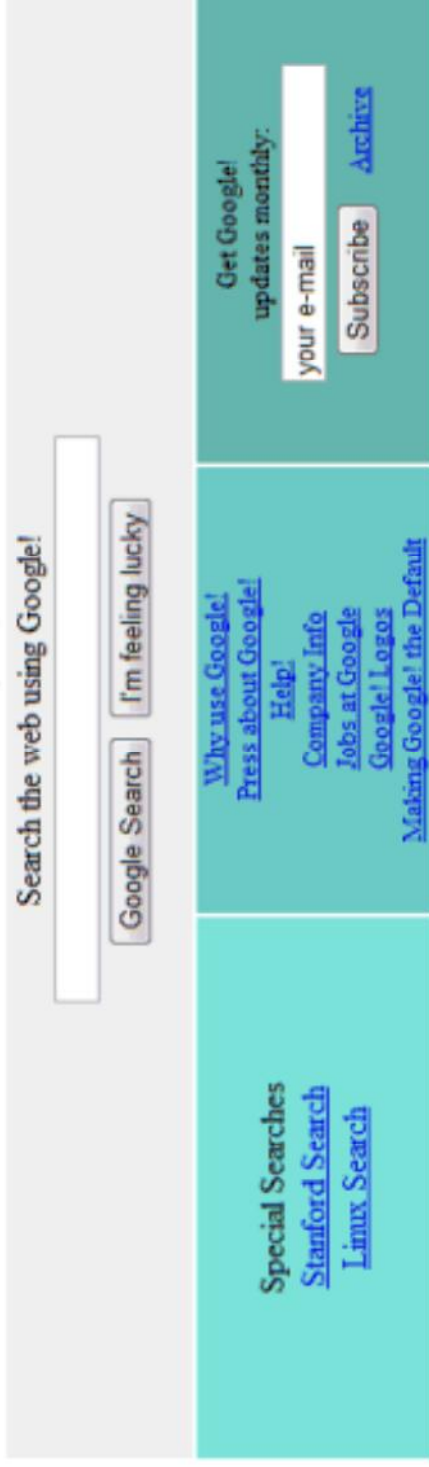 Search the web using Google!
Google Search I'm feeling lucky
Special Searches
Stanford Search
Linux Search
Why use Google!
Press about Google!
Help!
Company Info
Jobs at Google
Google! Logos
Making Google! the Default
Get Google!
updates monthly:
your e-mail
Subscribe Archive